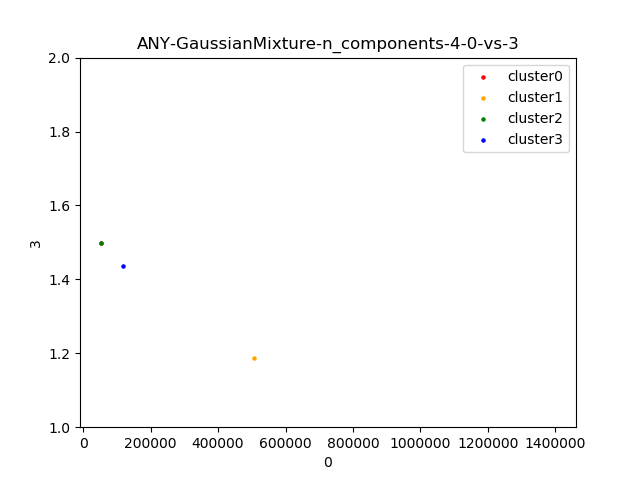 ANY-GaussianMixture-n_components-4-0-vs-3
2.0
cluster0
cluster1
1.8
cluster2
cluster3
1.6
3
1.4
1.2
1.0
0 200000 400000 600000 800000 1000000 1200000 1400000
0